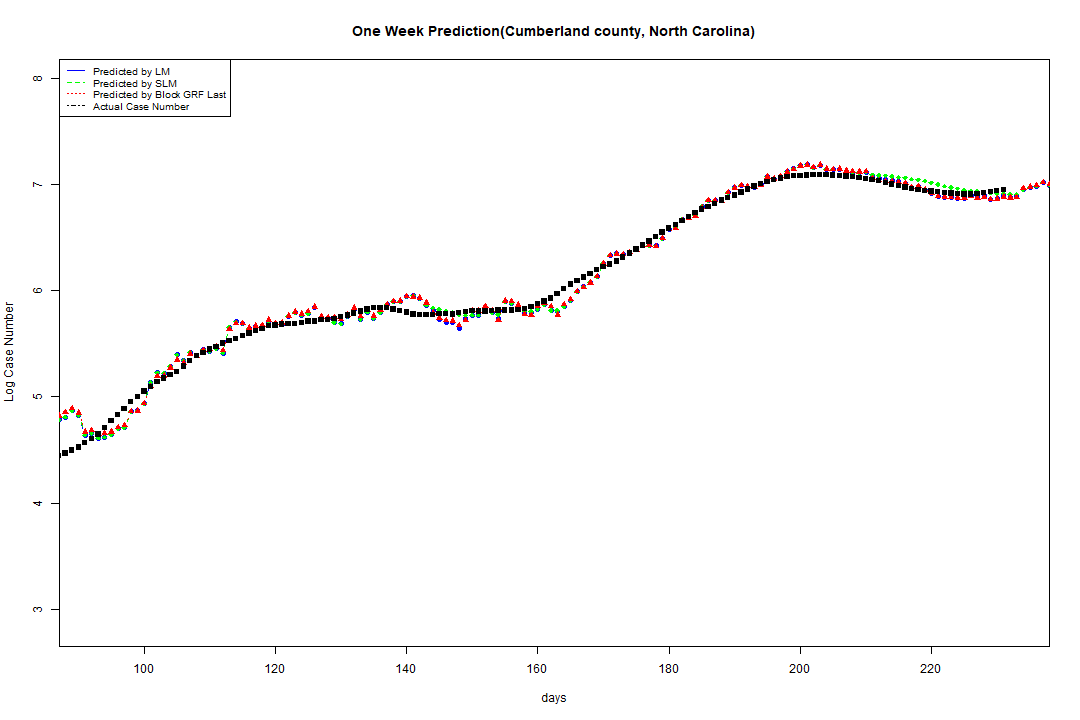 One Week Prediction(Cumberland county, North Carolina)
Predicted by LM
Predicted by SLM
Predicted by Block GRF Last
Actual Case Number
8
7
6
5
4
3
Log Case Number
100 120 140 160 180 200 220
days